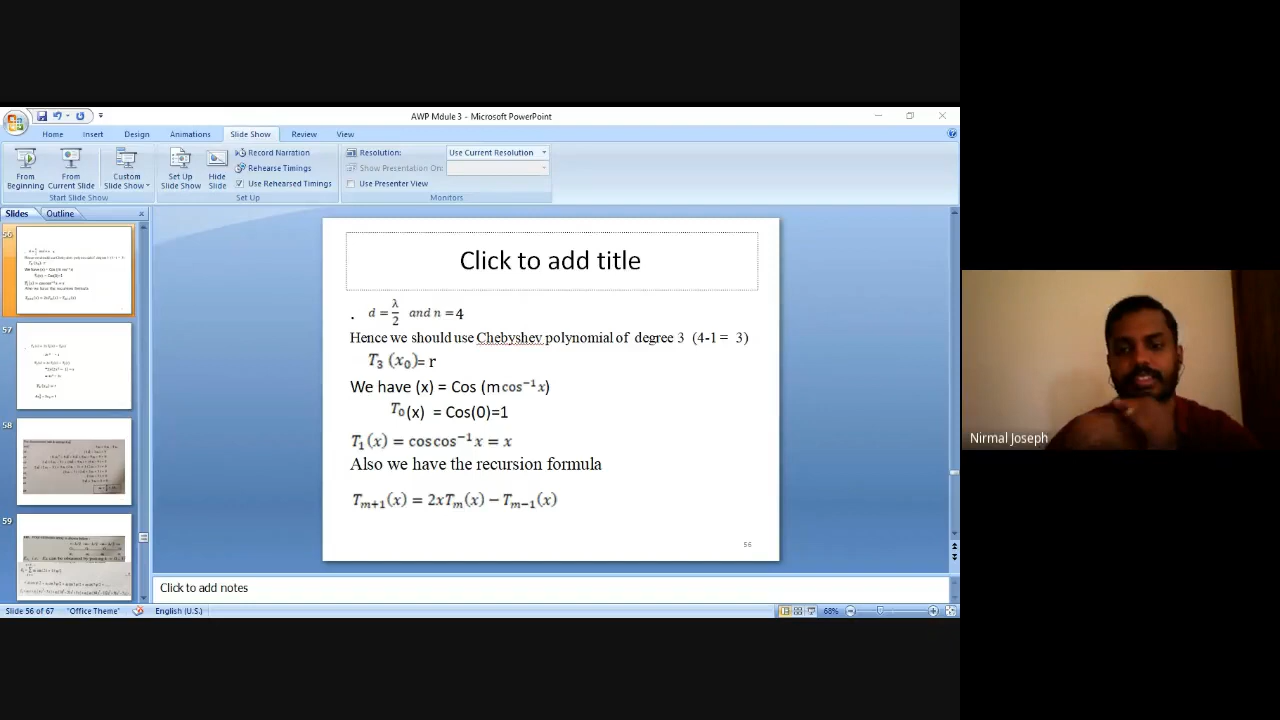 AWP Mdule 3 - Microsoft PowerPoint
Home Insert Design Animations Slide Show Review View
From Beginning
From Current Slide
Custom Slide Show
Start Slide Show
Set Up Slide Show
Hide Slide
Record Narration
Rehearse Timings
Use Rehearsed Timings
Set Up
Resolution: Use Current Resolution
Show Presentation On:
Use Presenter View
Monitors
Slides Outline
56
57
58
59
Click to add title
. d = λ/2 and n = 4
Hence we should use Chebyshev polynomial of degree 3 (4-1 = 3)
T₃ (x₀)= r
We have (x) = Cos (m cos⁻¹ x)
T₀(x) = Cos(0)=1
T₁(x) = cos cos⁻¹ x = x
Also we have the recursion formula
Tₘ₊₁(x) = 2xTₘ(x) − Tₘ₋₁(x)
56
Click to add notes
Slide 56 of 67 "Office Theme" English (U.S.) 68%
Nirmal Joseph